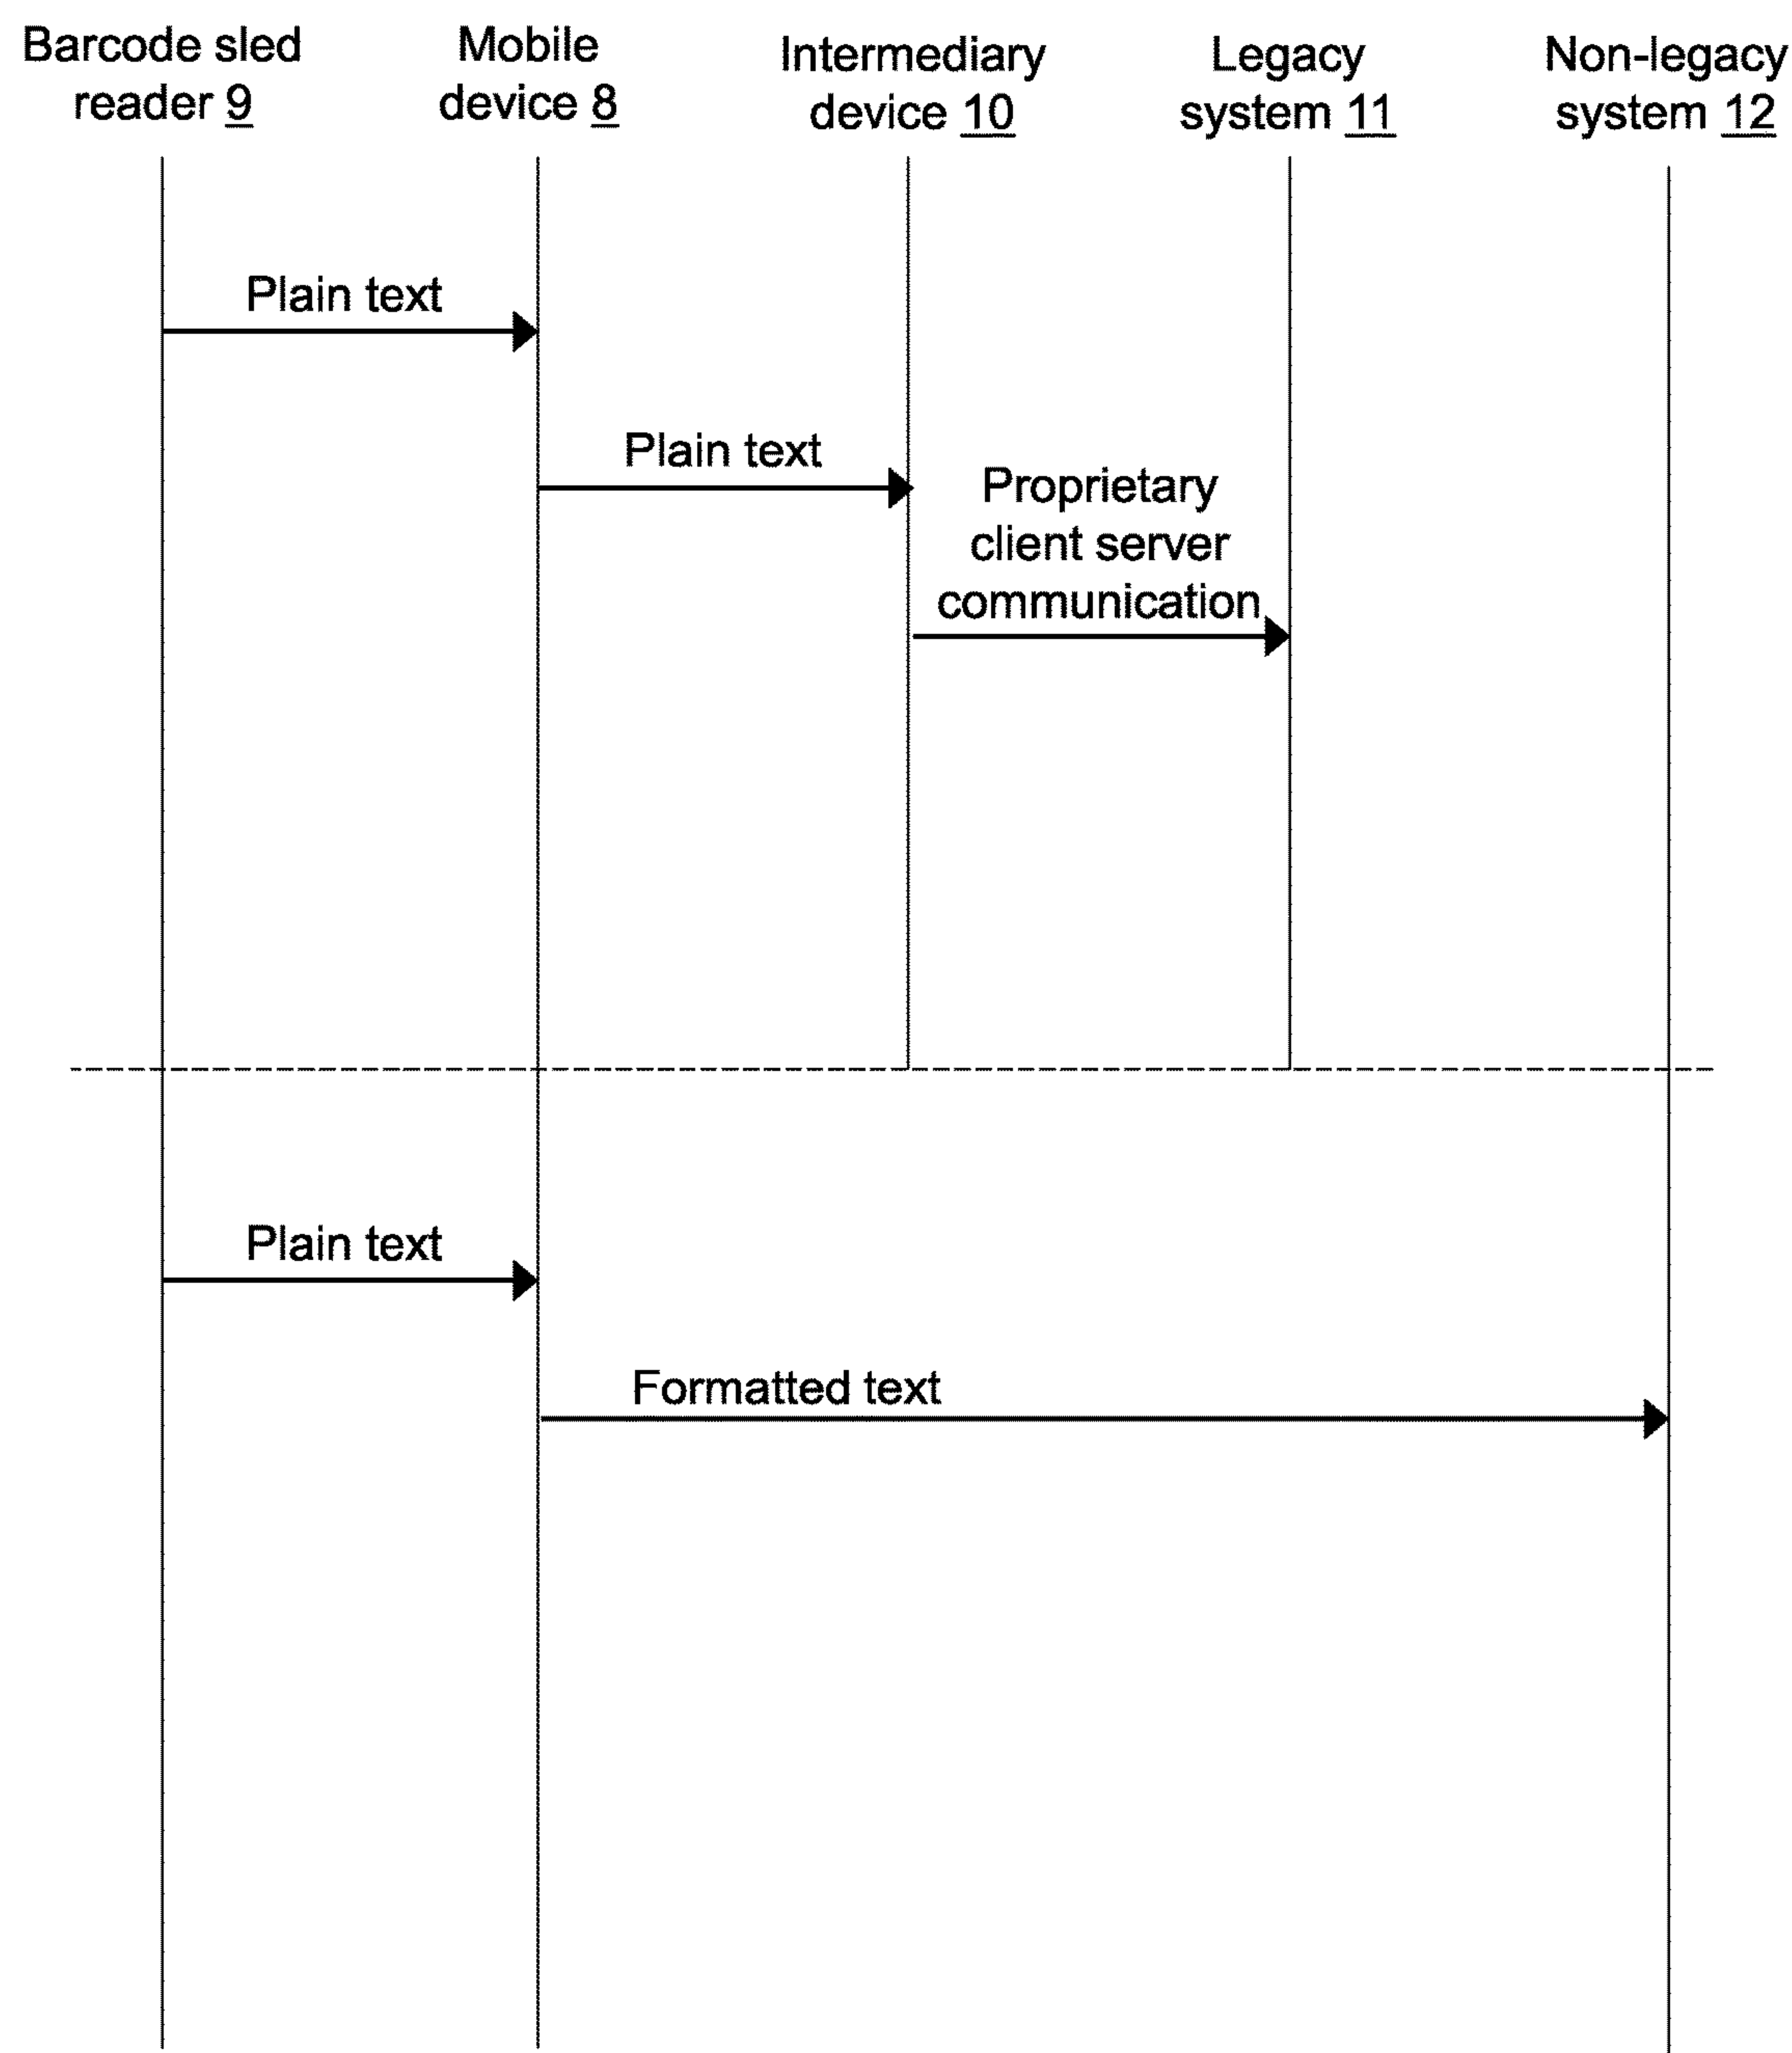 Barcode sled
reader 9
Mobile
device 8
Intermediary
device 10
Legacy
system 11
Non-legacy
system 12
Plain text
Plain text
Proprietary
client server
communication
Plain text
Formatted text